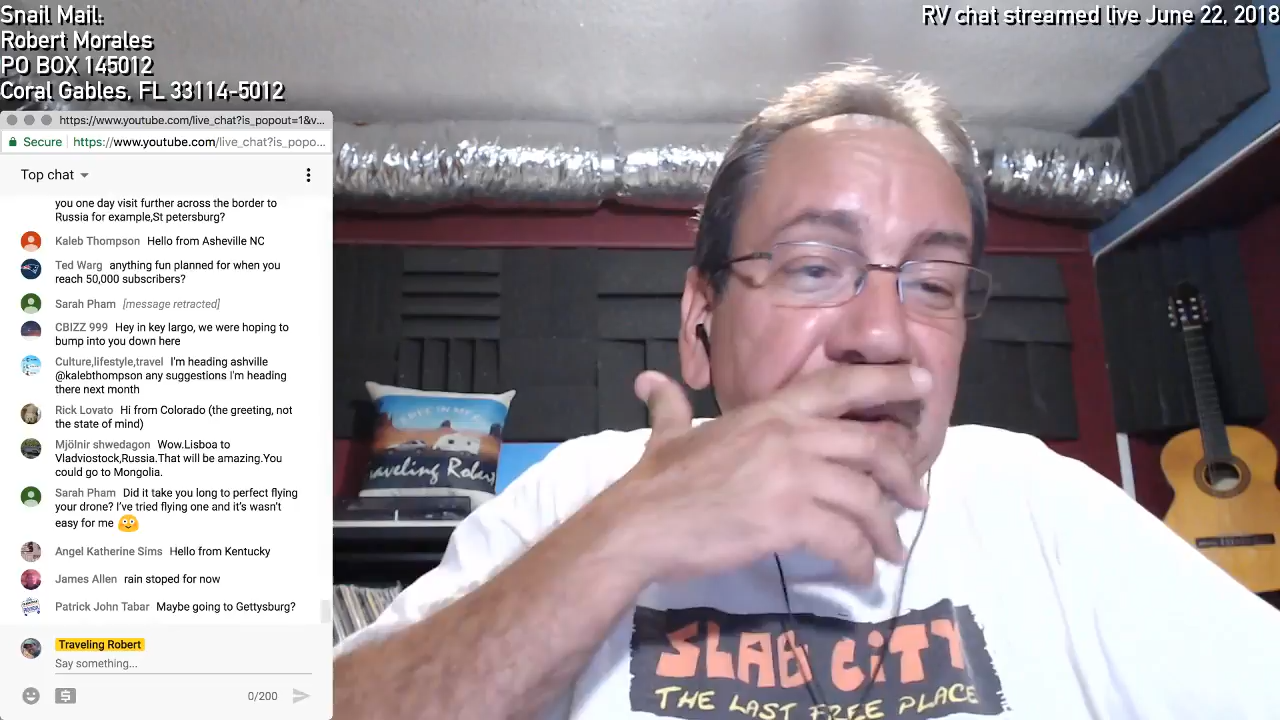 Snail Mail:
Robert Morales
PO BOX 145012
Coral Gables, FL 33114-5012
RV chat streamed live June 22, 2018
https://www.youtube.com/live_chat?is_popout=1&v...
Secure https://www.youtube.com/live_chat?is_popo...
Top chat
you one day visit further across the border to
Russia for example,St petersburg?
Kaleb Thompson Hello from Asheville NC
Ted Warg anything fun planned for when you
reach 50,000 subscribers?
Sarah Pham [message retracted]
CBIZZ 999 Hey in key largo, we were hoping to
bump into you down here
Culture,lifestyle,travel I'm heading ashville
@kalebthompson any suggestions I'm heading
there next month
Rick Lovato Hi from Colorado (the greeting, not
the state of mind)
Mjölnir shwedagon Wow.Lisboa to
Vladviostock,Russia.That will be amazing.You
could go to Mongolia.
Sarah Pham Did it take you long to perfect flying
your drone? I've tried flying one and it's wasn't
easy for me
Angel Katherine Sims Hello from Kentucky
James Allen rain stoped for now
Patrick John Tabar Maybe going to Gettysburg?
Traveling Robert
Say something...
0/200
raveling Rober
SLAB CITY
THE LAST FREE PLACE